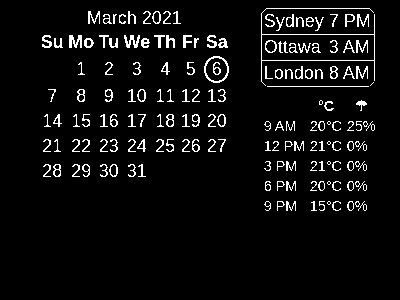 March 2021
Su Mo Tu We Th Fr Sa
1 2 3 4 5 6
7 8 9 10 11 12 13
14 15 16 17 18 19 20
21 22 23 24 25 26 27
28 29 30 31
Sydney 7 PM
Ottawa 3 AM
London 8 AM
°C ☂
9 AM 20°C 25%
12 PM 21°C 0%
3 PM 21°C 0%
6 PM 20°C 0%
9 PM 15°C 0%